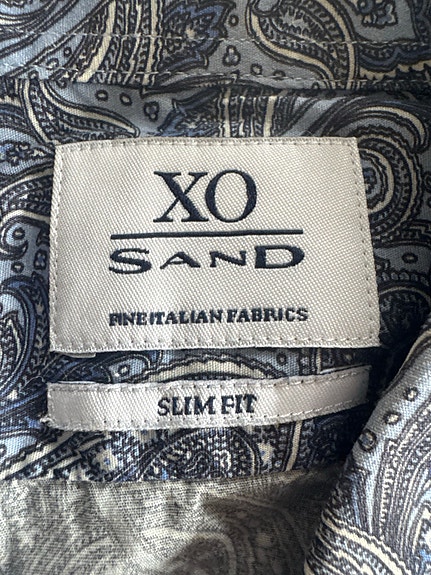 XO
SAND
FINE ITALIAN FABRICS
SLIM FIT